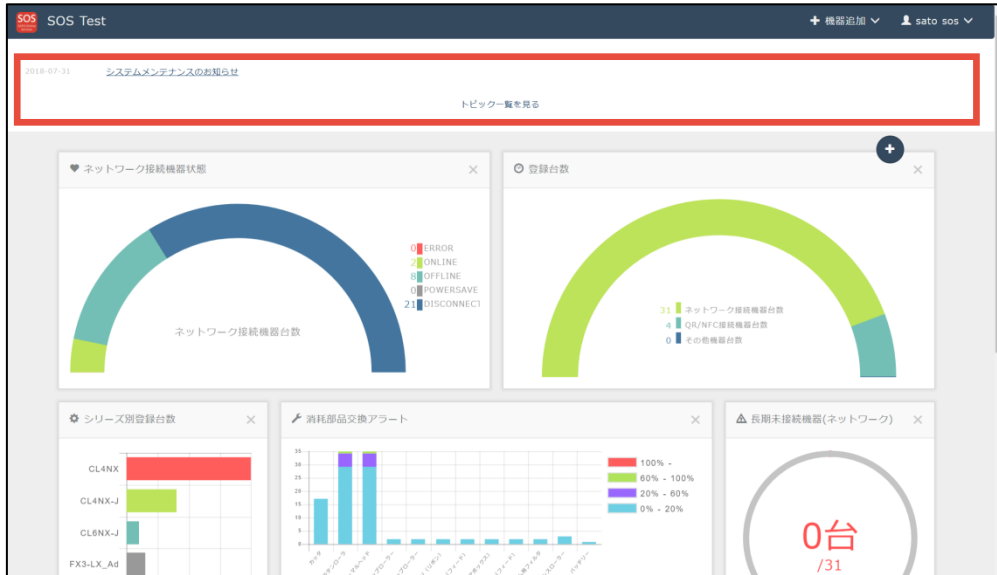 SOS
SOS Test
機器追加
sato sos
2018-07-31
システムメンテナンスのお知らせ
トピック一覧を見る
ネットワーク接続機器状態
0 ERROR
2 ONLINE
8 OFFLINE
0 POWERSAVE
21 DISCONNECT
ネットワーク接続機器台数
登録台数
31 ネットワーク接続機器台数
4 QR/NFC接続機器台数
0 その他機器台数
シリーズ別登録台数
CL4NX
CL4NX-J
CL6NX-J
FX3-LX_Ad
消耗部品交換アラート
35
30
25
20
15
10
5
0
100% -
60% - 100%
20% - 60%
0% - 20%
カッタ
バッテリー
長期未接続機器(ネットワーク)
0台
/31